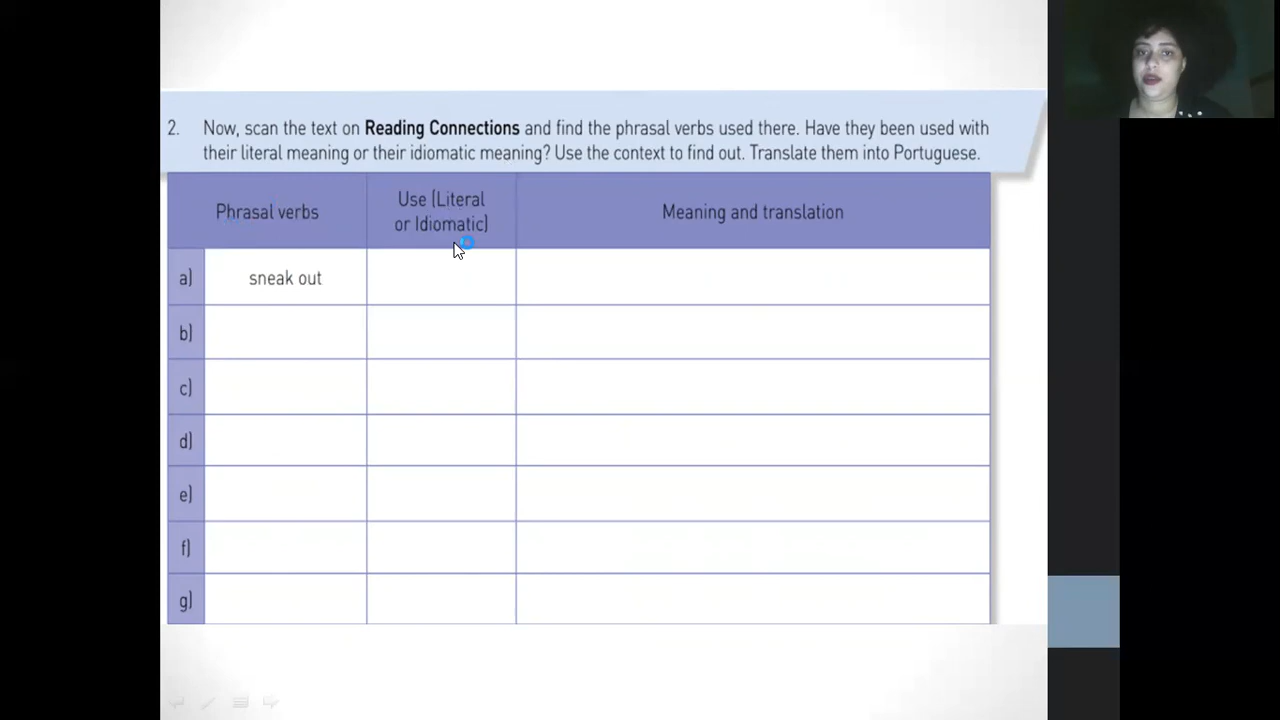 2. Now, scan the text on Reading Connections and find the phrasal verbs used there. Have they been used with
their literal meaning or their idiomatic meaning? Use the context to find out. Translate them into Portuguese.
Phrasal verbs
Use (Literal
or Idiomatic)
Meaning and translation
a) sneak out
b)
c)
d)
e)
f)
g)